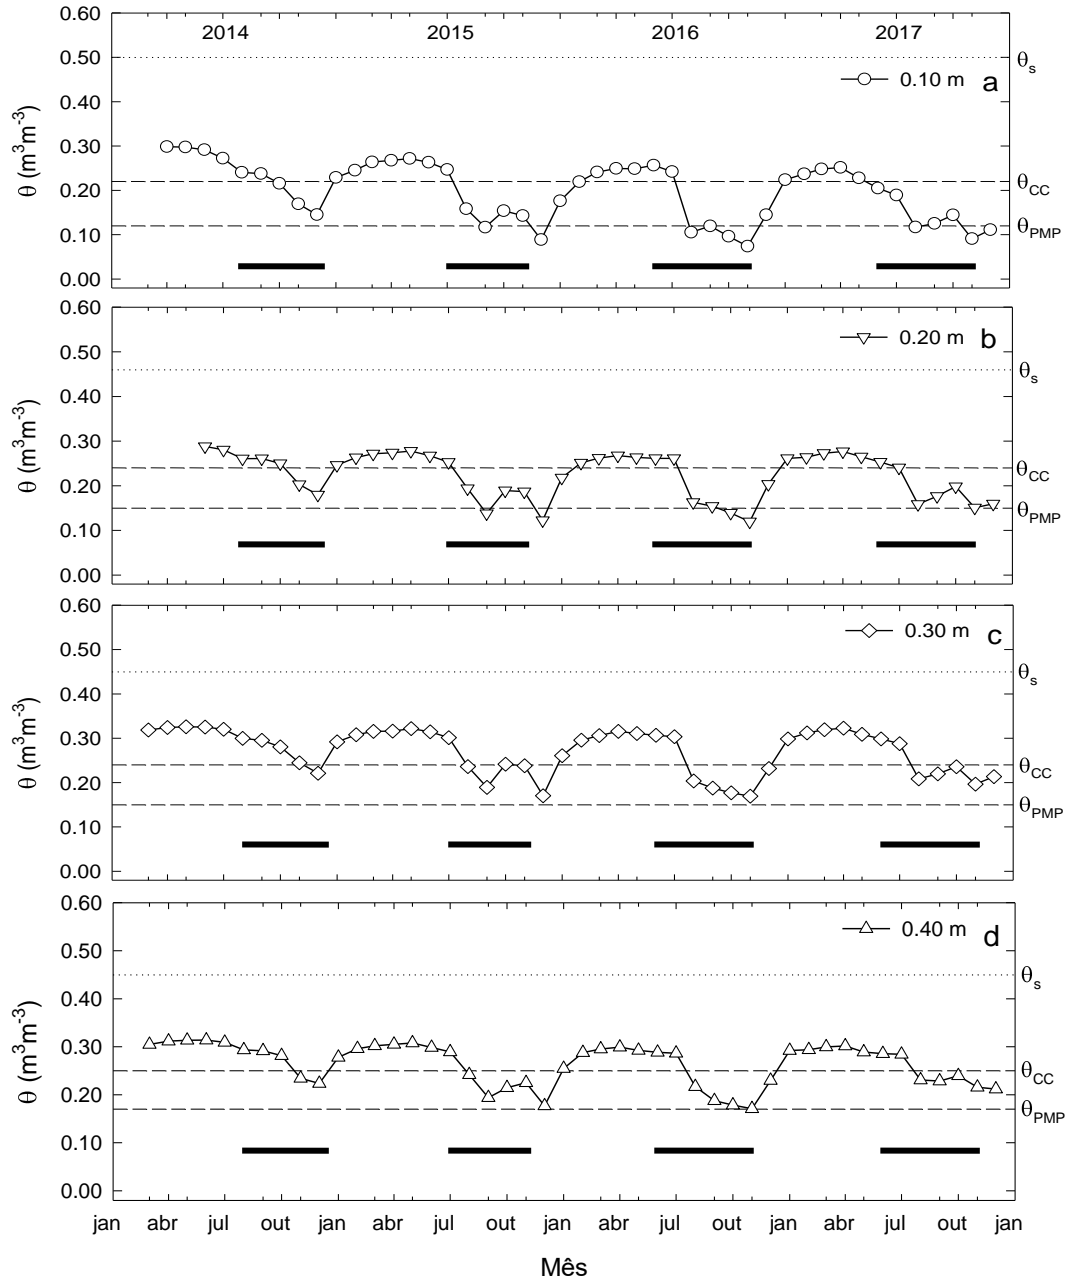 2014 2015 2016 2017
0.60
0.50
0.40
0.30
0.20
0.10
0.00
θ (m³m⁻³)
0.10 m a
θs
θCC
θPMP
0.60
0.50
0.40
0.30
0.20
0.10
0.00
θ (m³m⁻³)
0.20 m b
θs
θCC
θPMP
0.60
0.50
0.40
0.30
0.20
0.10
0.00
θ (m³m⁻³)
0.30 m c
θs
θCC
θPMP
0.60
0.50
0.40
0.30
0.20
0.10
0.00
θ (m³m⁻³)
0.40 m d
θs
θCC
θPMP
jan abr jul out jan abr jul out jan abr jul out jan abr jul out jan
Mês